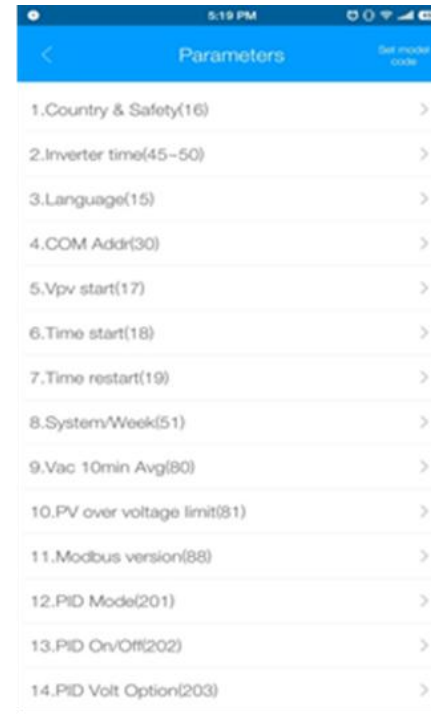 5:19 PM
Parameters
Set model
code
1.Country & Safety(16)
2.Inverter time(45-50)
3.Language(15)
4.COM Addr(30)
5.Vpv start(17)
6.Time start(18)
7.Time restart(19)
8.System/Week(51)
9.Vac 10min Avg(80)
10.PV over voltage limit(81)
11.Modbus version(88)
12.PID Mode(201)
13.PID On/Off(202)
14.PID Volt Option(203)